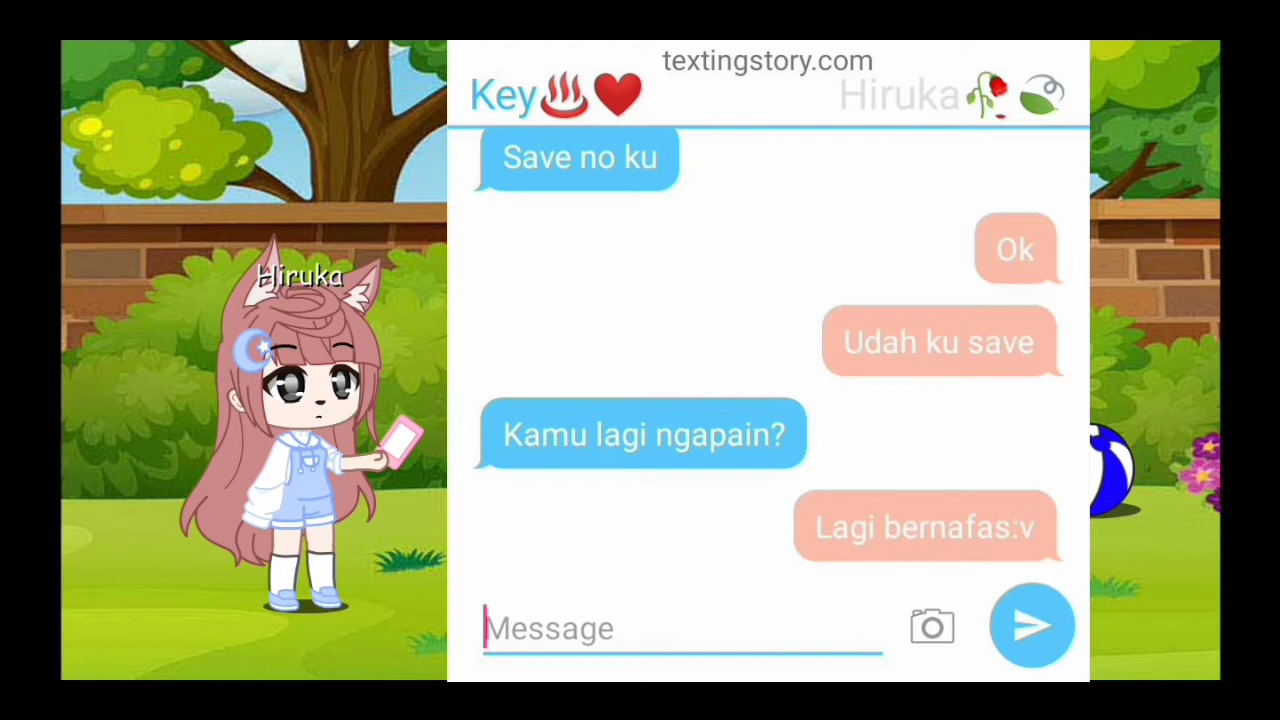 textingstory.com
Key♨️❤️
Hiruka🥀🍃
Save no ku
Ok
Udah ku save
Kamu lagi ngapain?
Lagi bernafas:v
Message
Hiruka